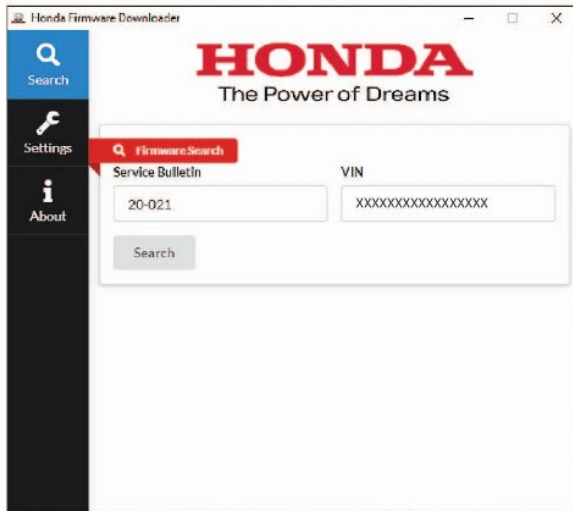 Honda Firmware Downloader
HONDA
The Power of Dreams
Search
Settings
About
Firmware Search
Service Bulletin VIN
20-021 XXXXXXXXXXXXXXXXX
Search